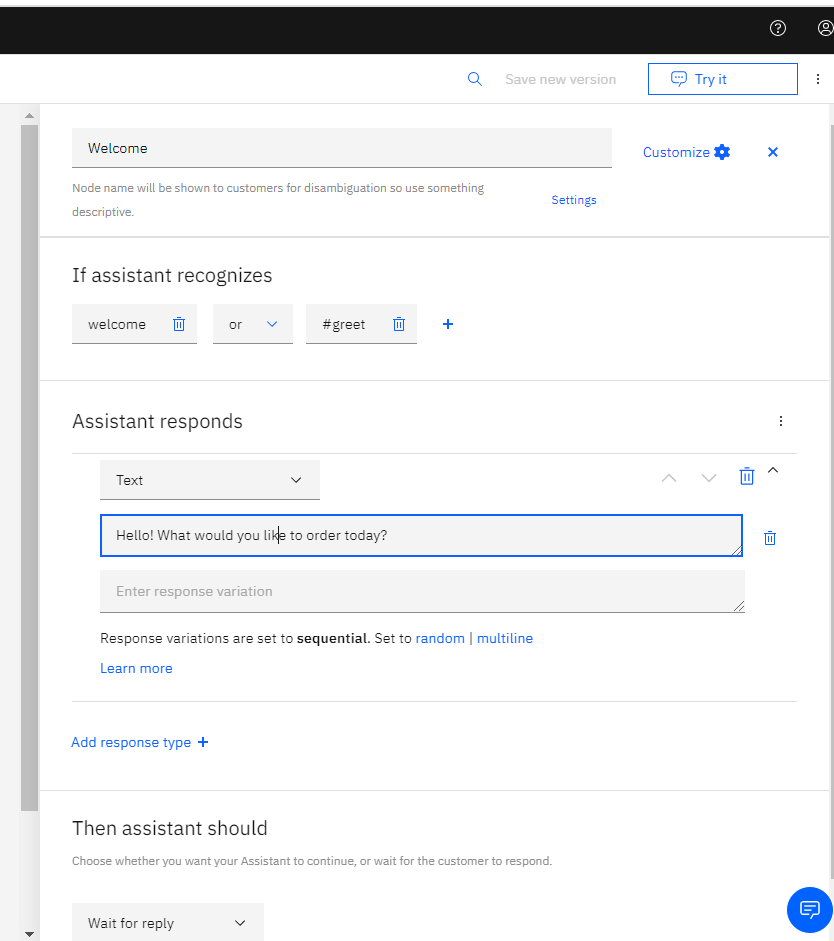 Save new version
Try it
Welcome
Customize
Node name will be shown to customers for disambiguation so use something
descriptive.
Settings
If assistant recognizes
welcome or #greet
Assistant responds
Text
Hello! What would you like to order today?
Enter response variation
Response variations are set to sequential. Set to random | multiline
Learn more
Add response type +
Then assistant should
Choose whether you want your Assistant to continue, or wait for the customer to respond.
Wait for reply